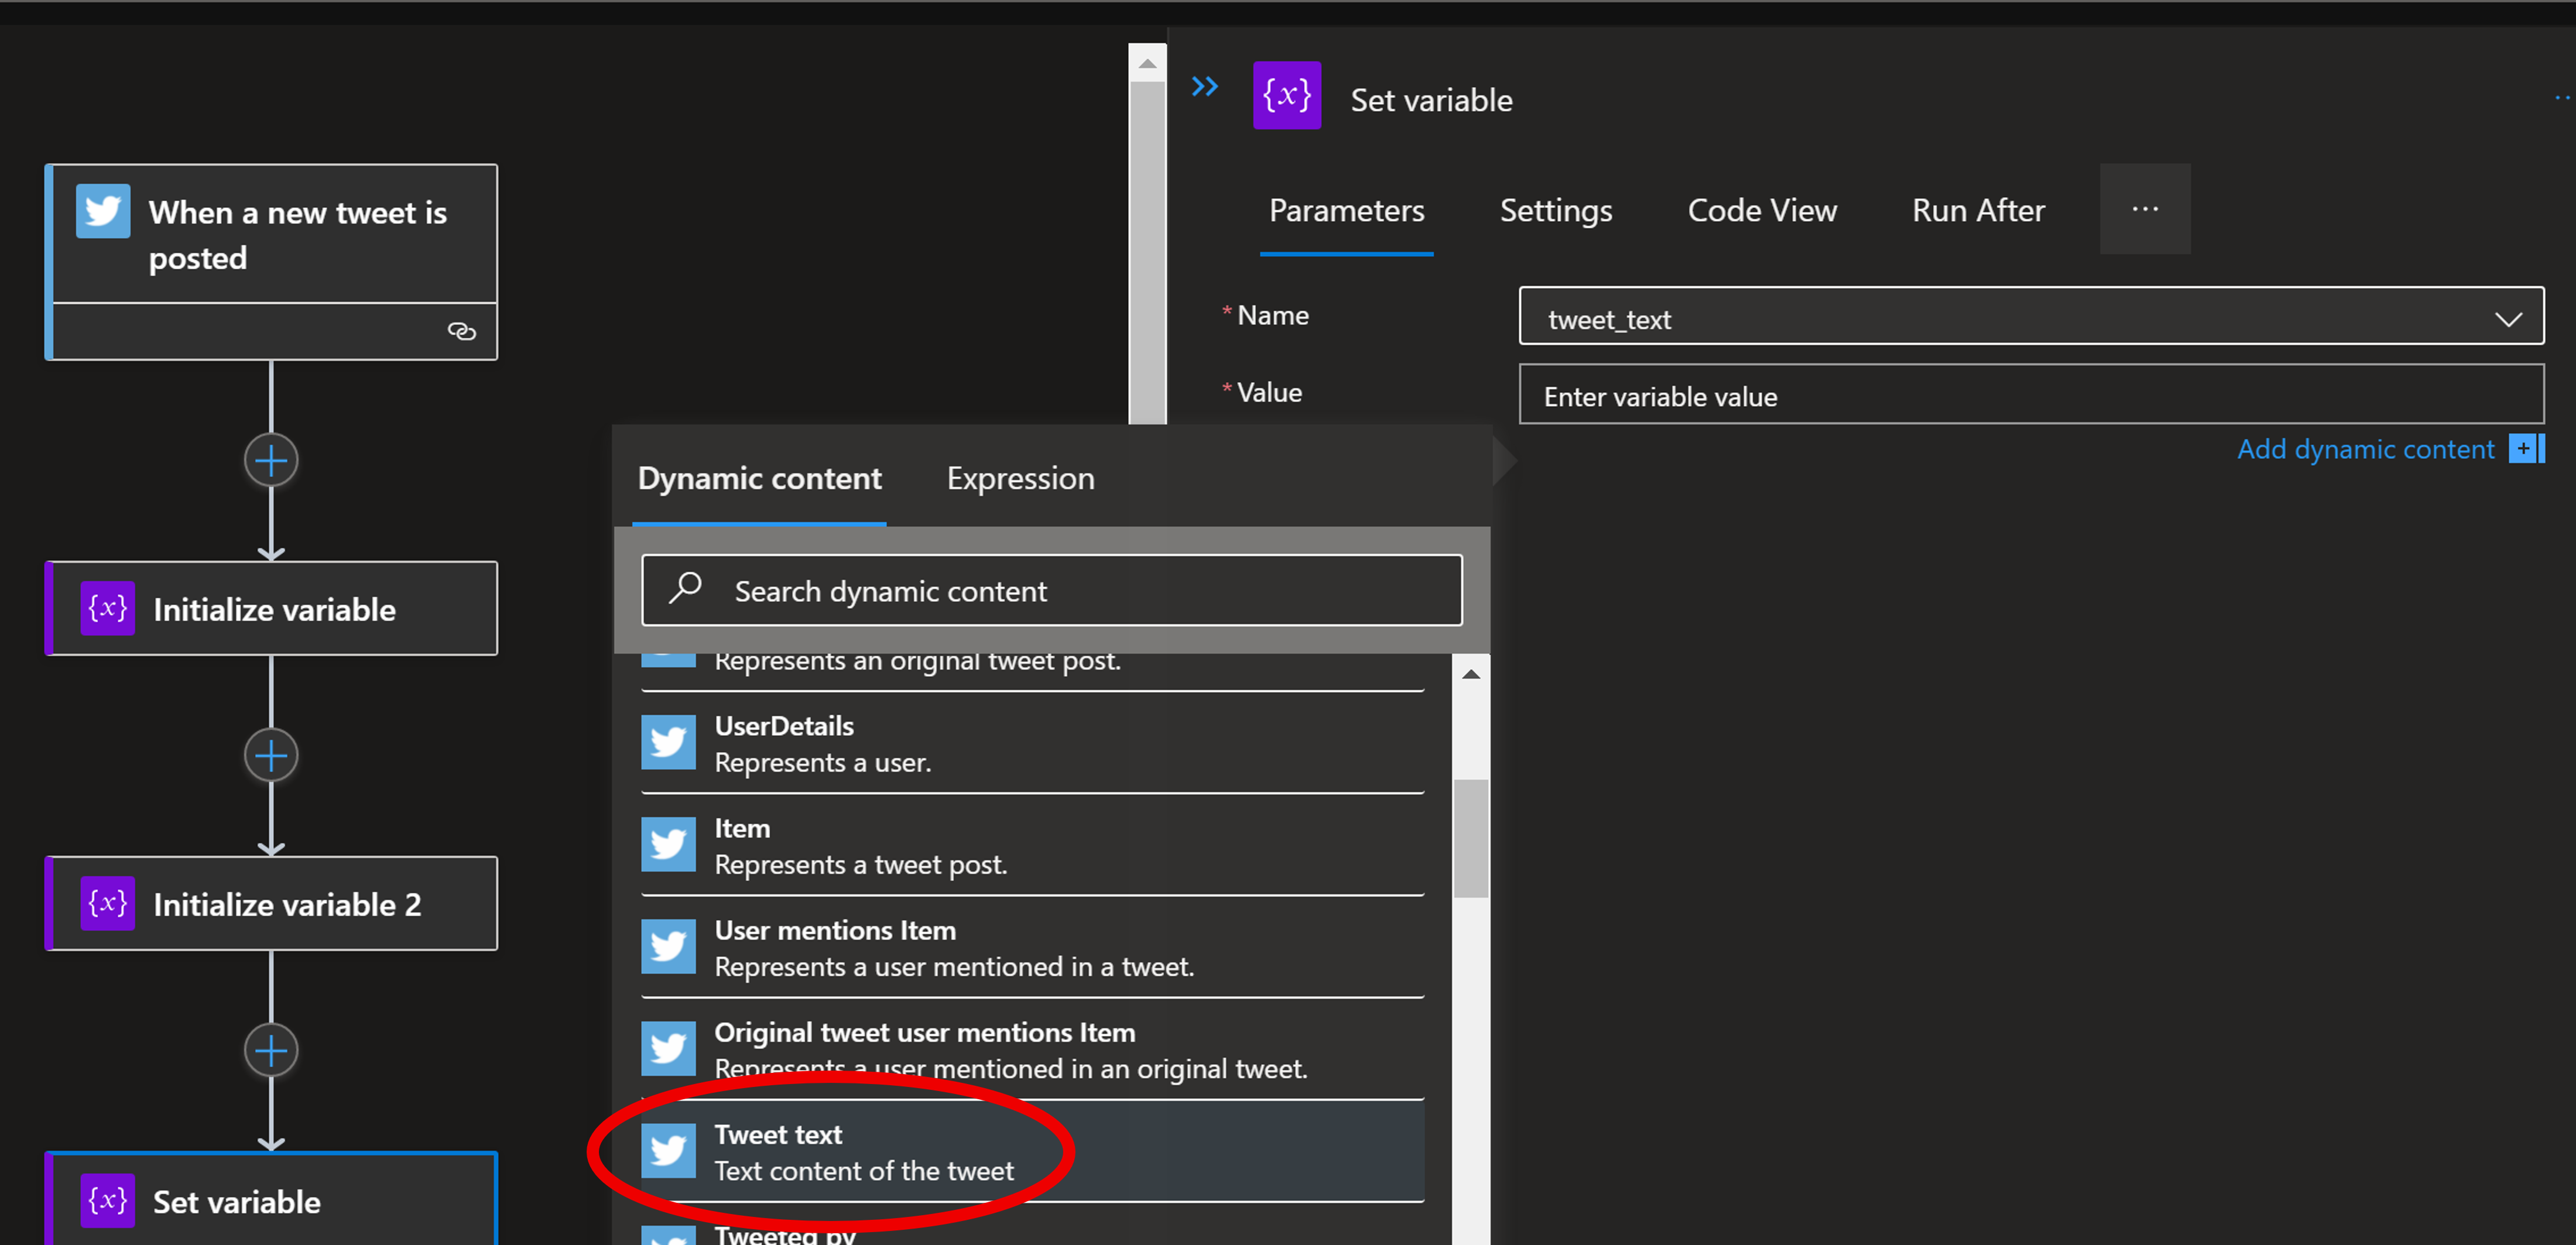 When a new tweet is
posted
Initialize variable
Initialize variable 2
{x} Set variable
{x} Set variable
Parameters Settings Code View Run After ...
* Name tweet_text
* Value Enter variable value
Add dynamic content
Dynamic content Expression
Search dynamic content
Represents an original tweet post.
UserDetails
Represents a user.
Item
Represents a tweet post.
User mentions Item
Represents a user mentioned in a tweet.
Original tweet user mentions Item
Represents a user mentioned in an original tweet.
Tweet text
Text content of the tweet
Tweeted by